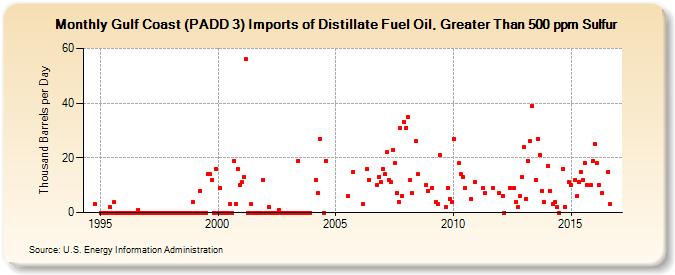 Monthly Gulf Coast (PADD 3) Imports of Distillate Fuel Oil, Greater Than 500 ppm Sulfur
Thousand Barrels per Day
60
40
20
0
1995 2000 2005 2010 2015
Source: U.S. Energy Information Administration